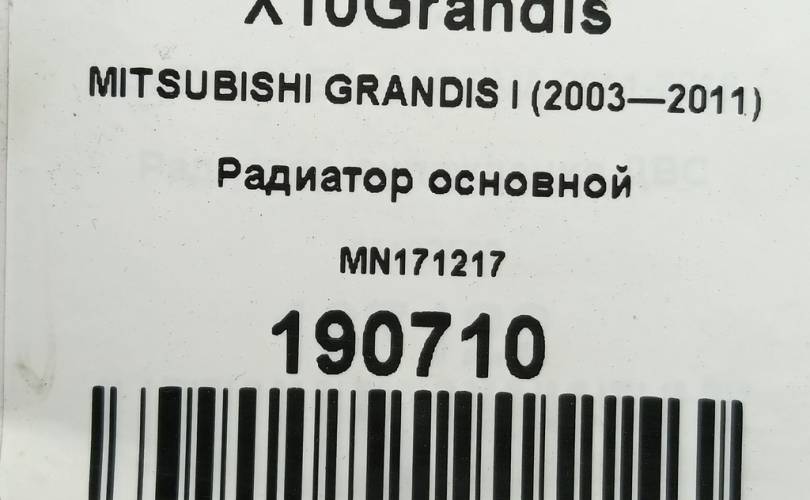 X10Grandis
MITSUBISHI GRANDIS I (2003—2011)
Радиатор основной
MN171217
190710